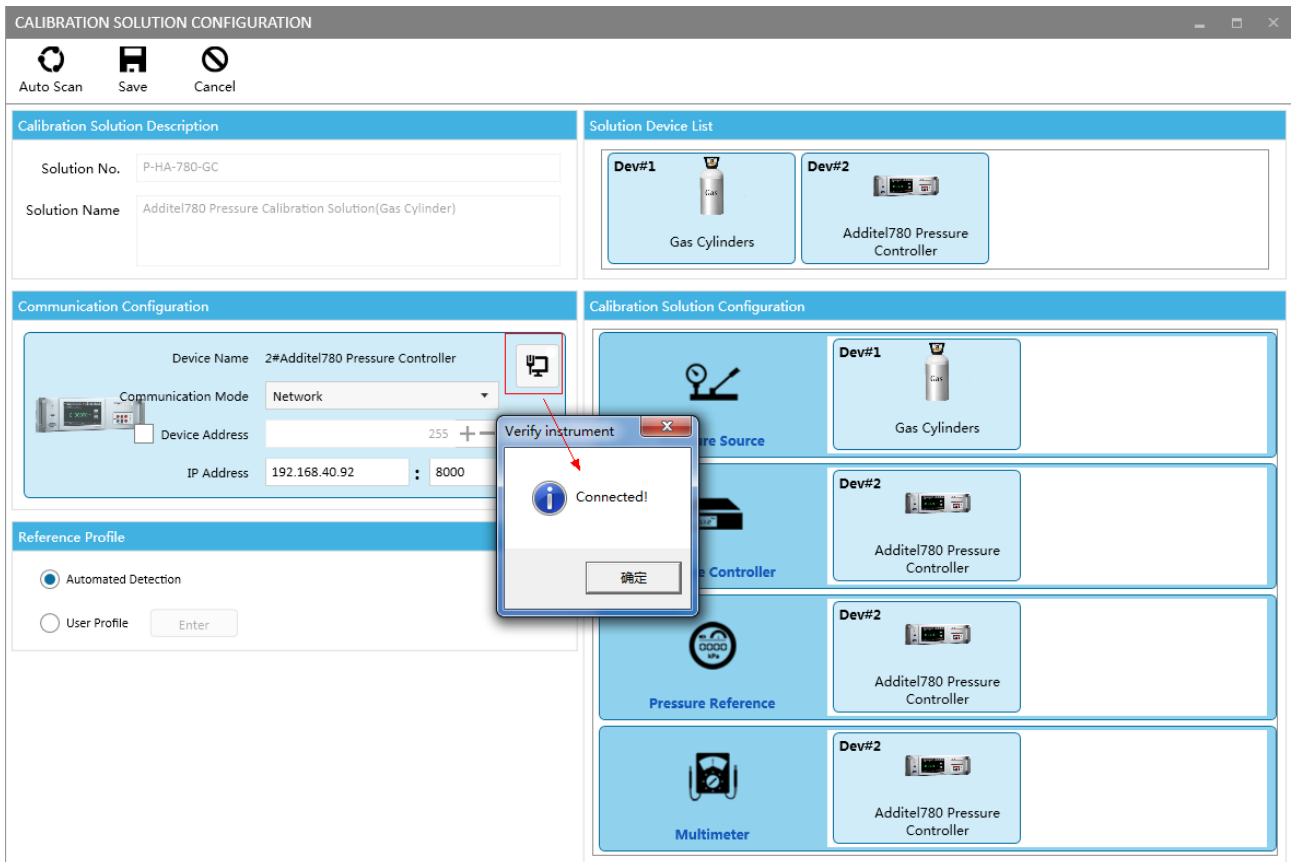 CALIBRATION SOLUTION CONFIGURATION
Auto Scan
Save
Cancel
Calibration Solution Description
Solution No.
P-HA-780-GC
Solution Name
Additel780 Pressure Calibration Solution(Gas Cylinder)
Solution Device List
Dev#1
Gas
Gas Cylinders
Dev#2
Additel780 Pressure
Controller
Communication Configuration
Device Name
2#Additel780 Pressure Controller
Communication Mode
Network
Device Address
255
IP Address
192.168.40.92
:
8000
Verify instrument
Connected!
确定
Reference Profile
Automated Detection
User Profile
Enter
Calibration Solution Configuration
re Source
Dev#1
Gas
Gas Cylinders
e Controller
Dev#2
Additel780 Pressure
Controller
0000
kPa
Pressure Reference
Dev#2
Additel780 Pressure
Controller
Multimeter
Dev#2
Additel780 Pressure
Controller